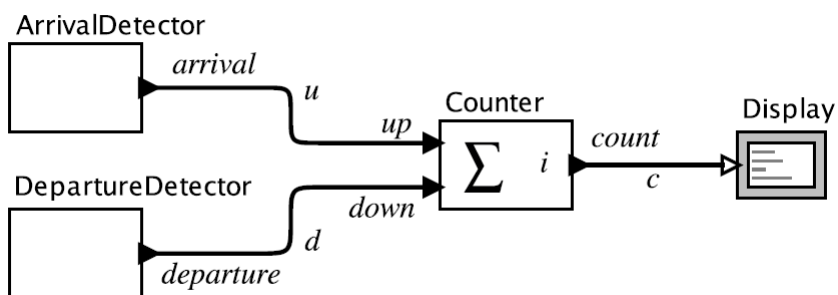 ArrivalDetector
arrival
u
up
DepartureDetector
departure
d
down
Counter
Σ
i
count
c
Display